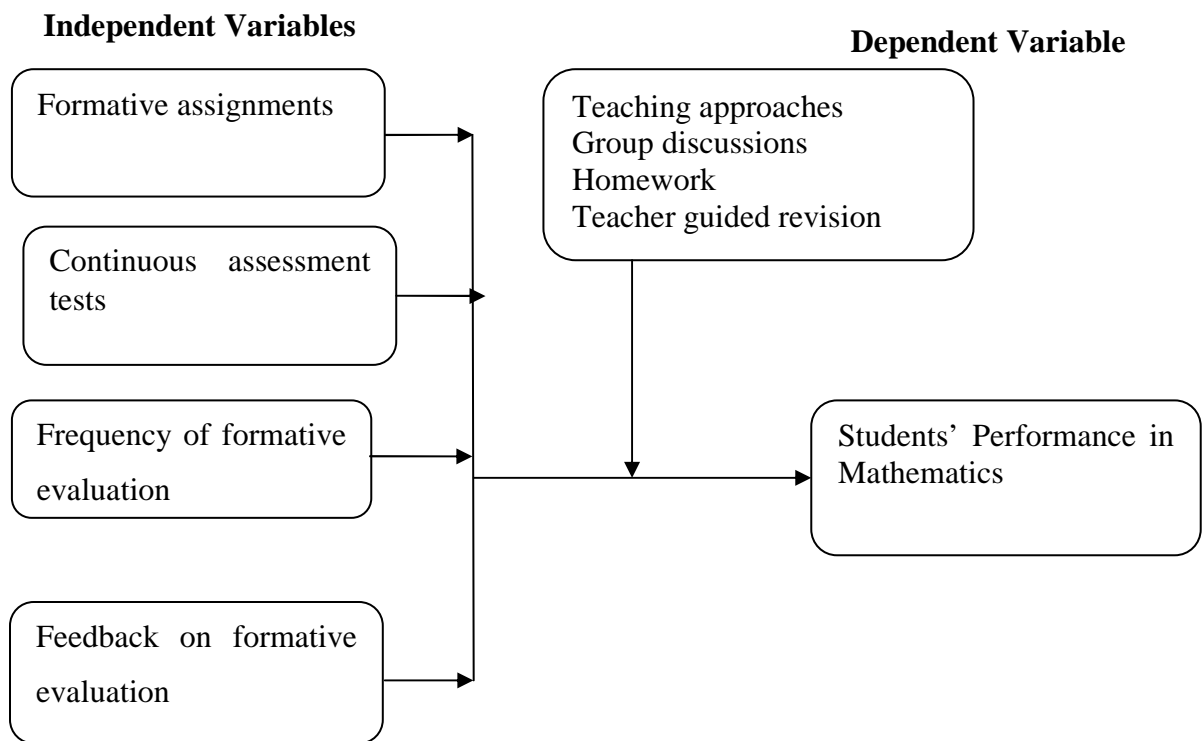 Independent Variables
Dependent Variable
Formative assignments
Teaching approaches
Group discussions
Homework
Teacher guided revision
Continuous assessment
tests
Frequency of formative
evaluation
Students’ Performance in
Mathematics
Feedback on formative
evaluation